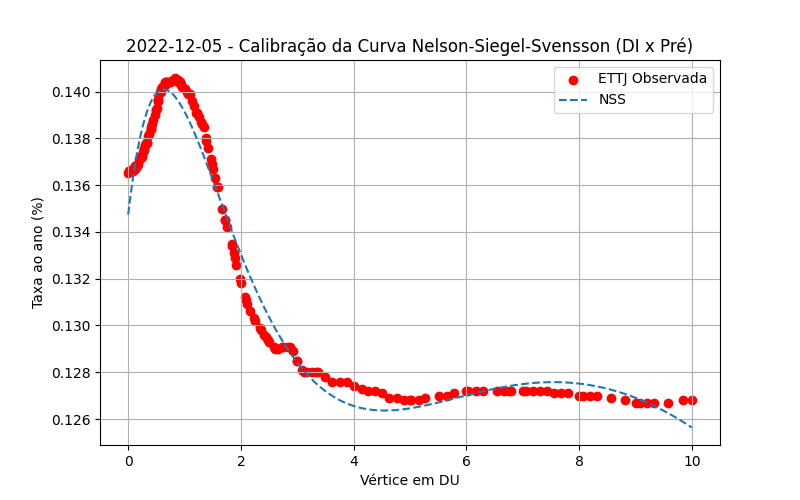 2022-12-05 - Calibração da Curva Nelson-Siegel-Svensson (DI x Pré)
ETTJ Observada
NSS
Taxa ao ano (%)
0.140
0.138
0.136
0.134
0.132
0.130
0.128
0.126
0 2 4 6 8 10
Vértice em DU